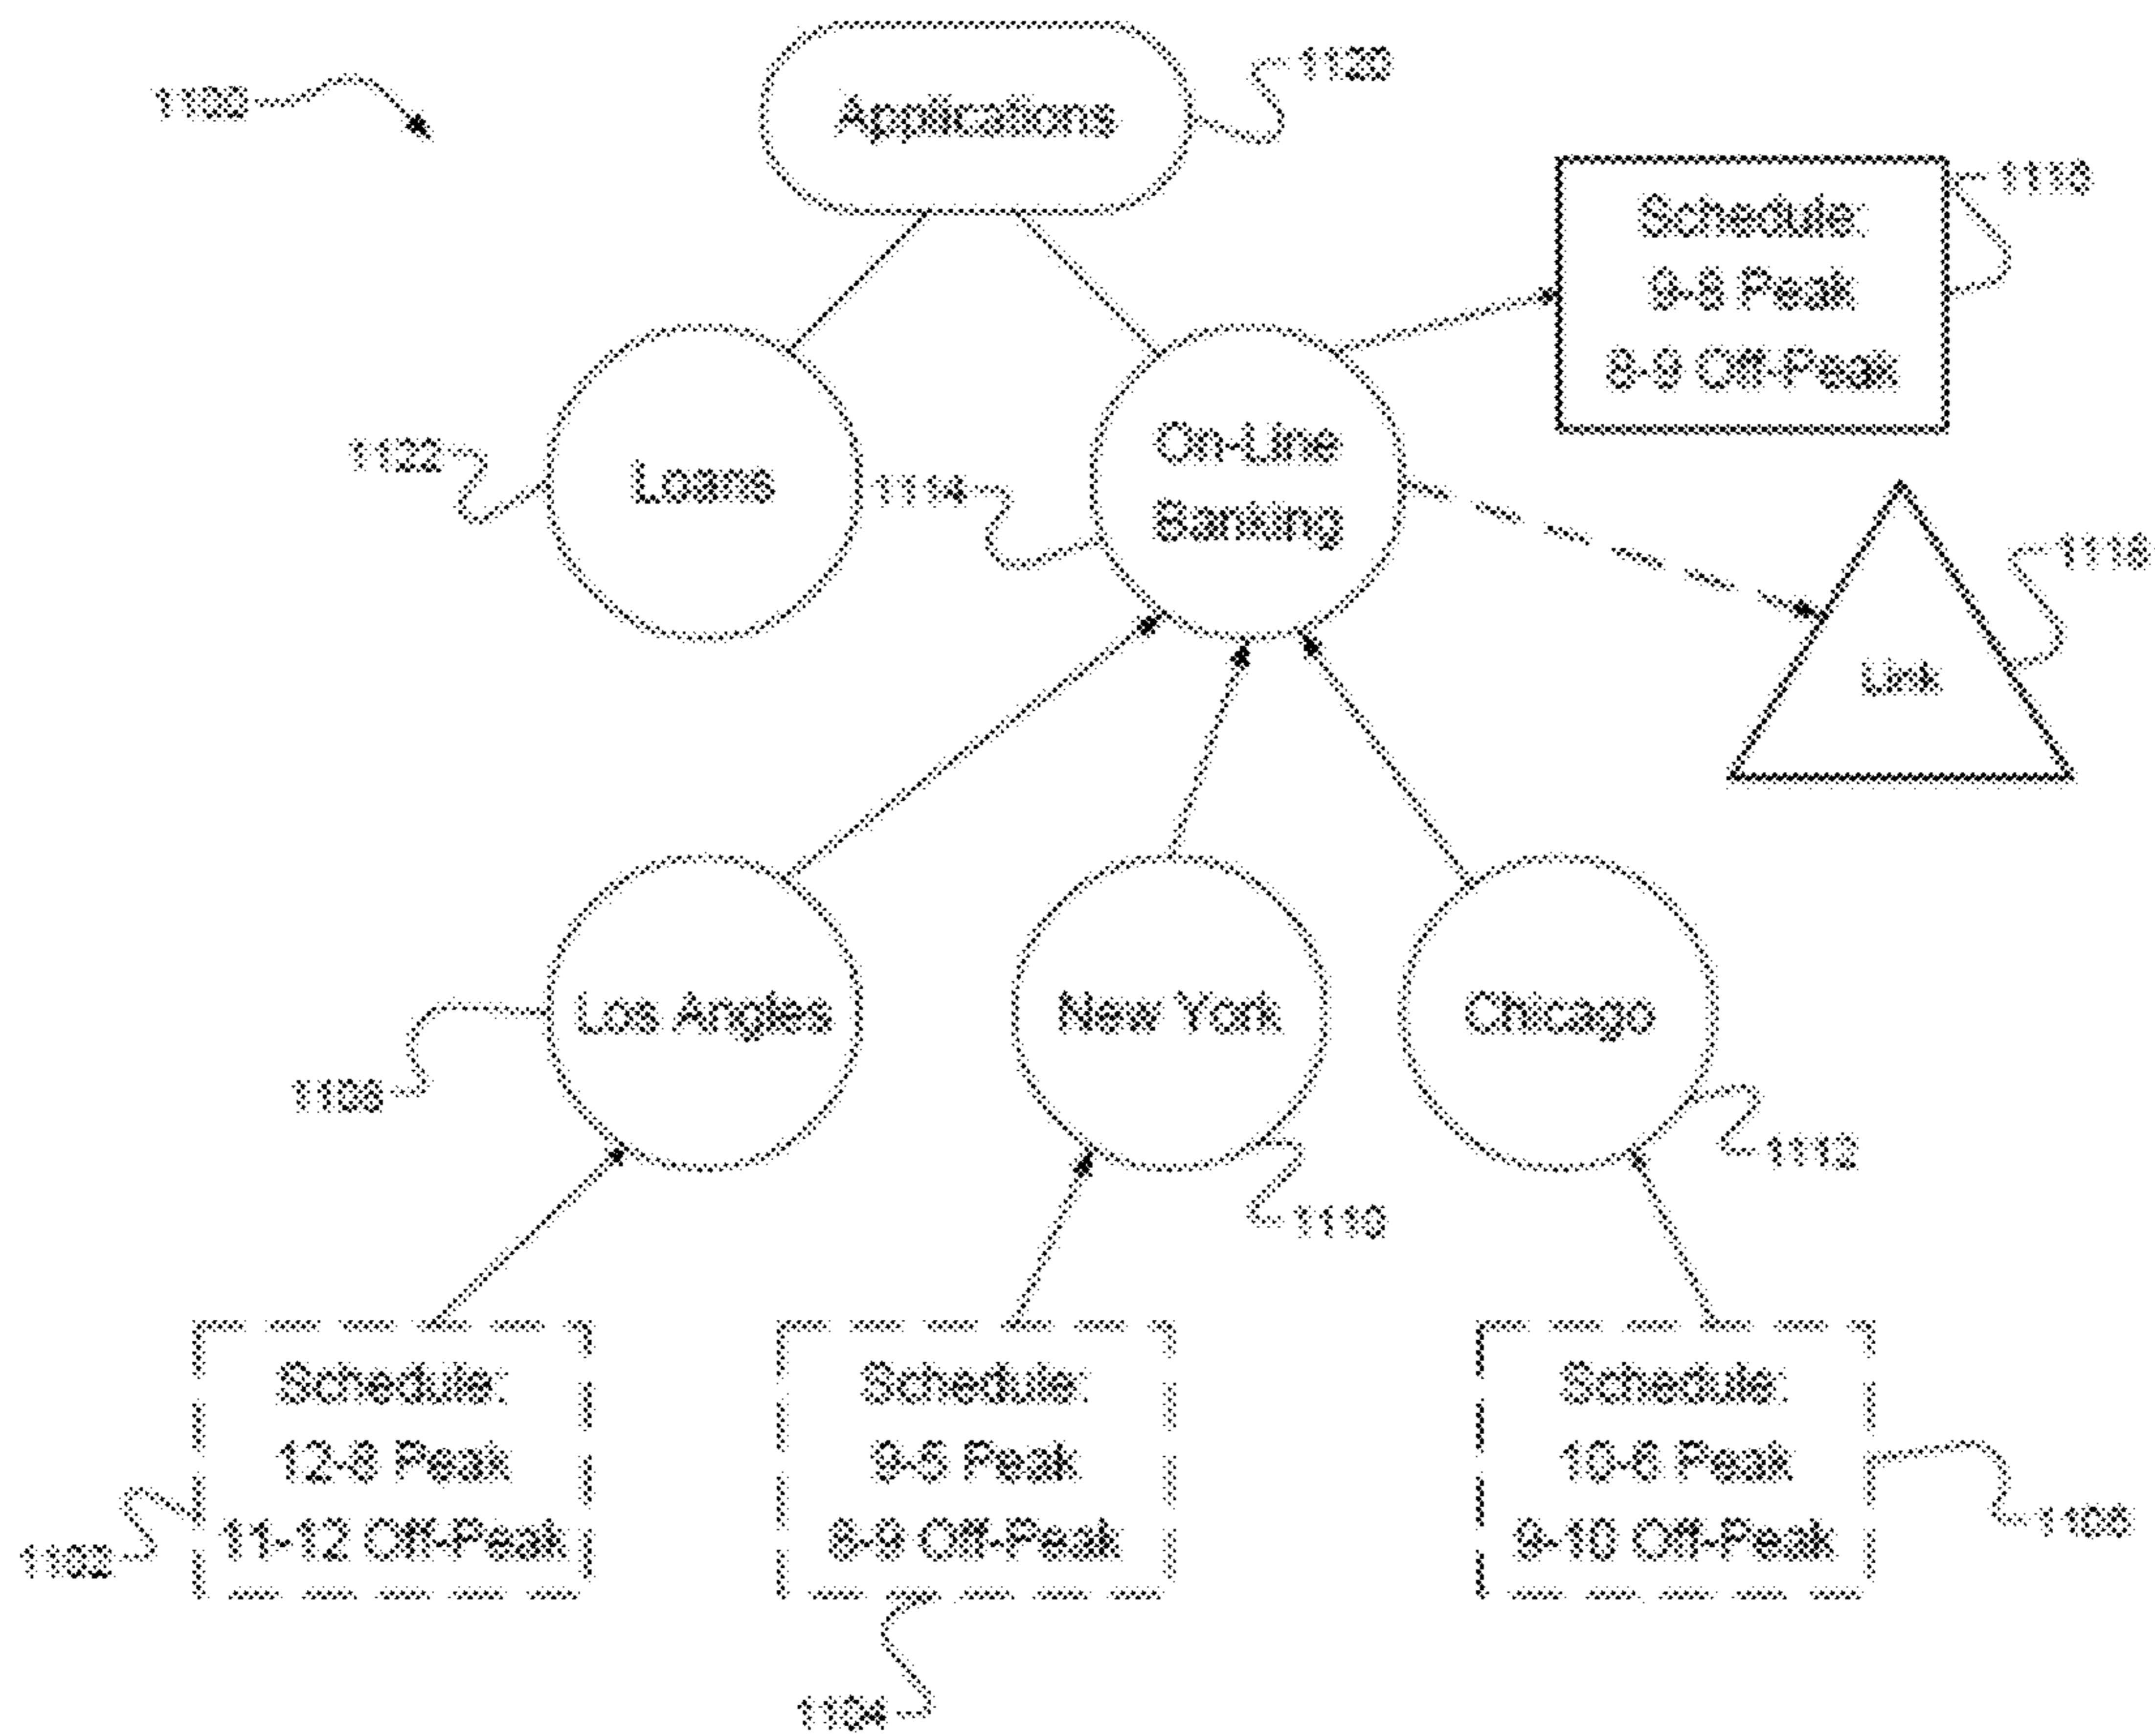 1100
Applications
1120
Schedule:
9-8 Peak
8-9 Off-Peak
1122
Loans
1114
On-Line
Banking
Link
Los Angles
New York
Chicago
1108
1112
1110
Schedule:
12-8 Peak
11-12 Off-Peak
1102
Schedule:
9-5 Peak
8-9 Off-Peak
1104
Schedule:
10-6 Peak
9-10 Off-Peak
1106